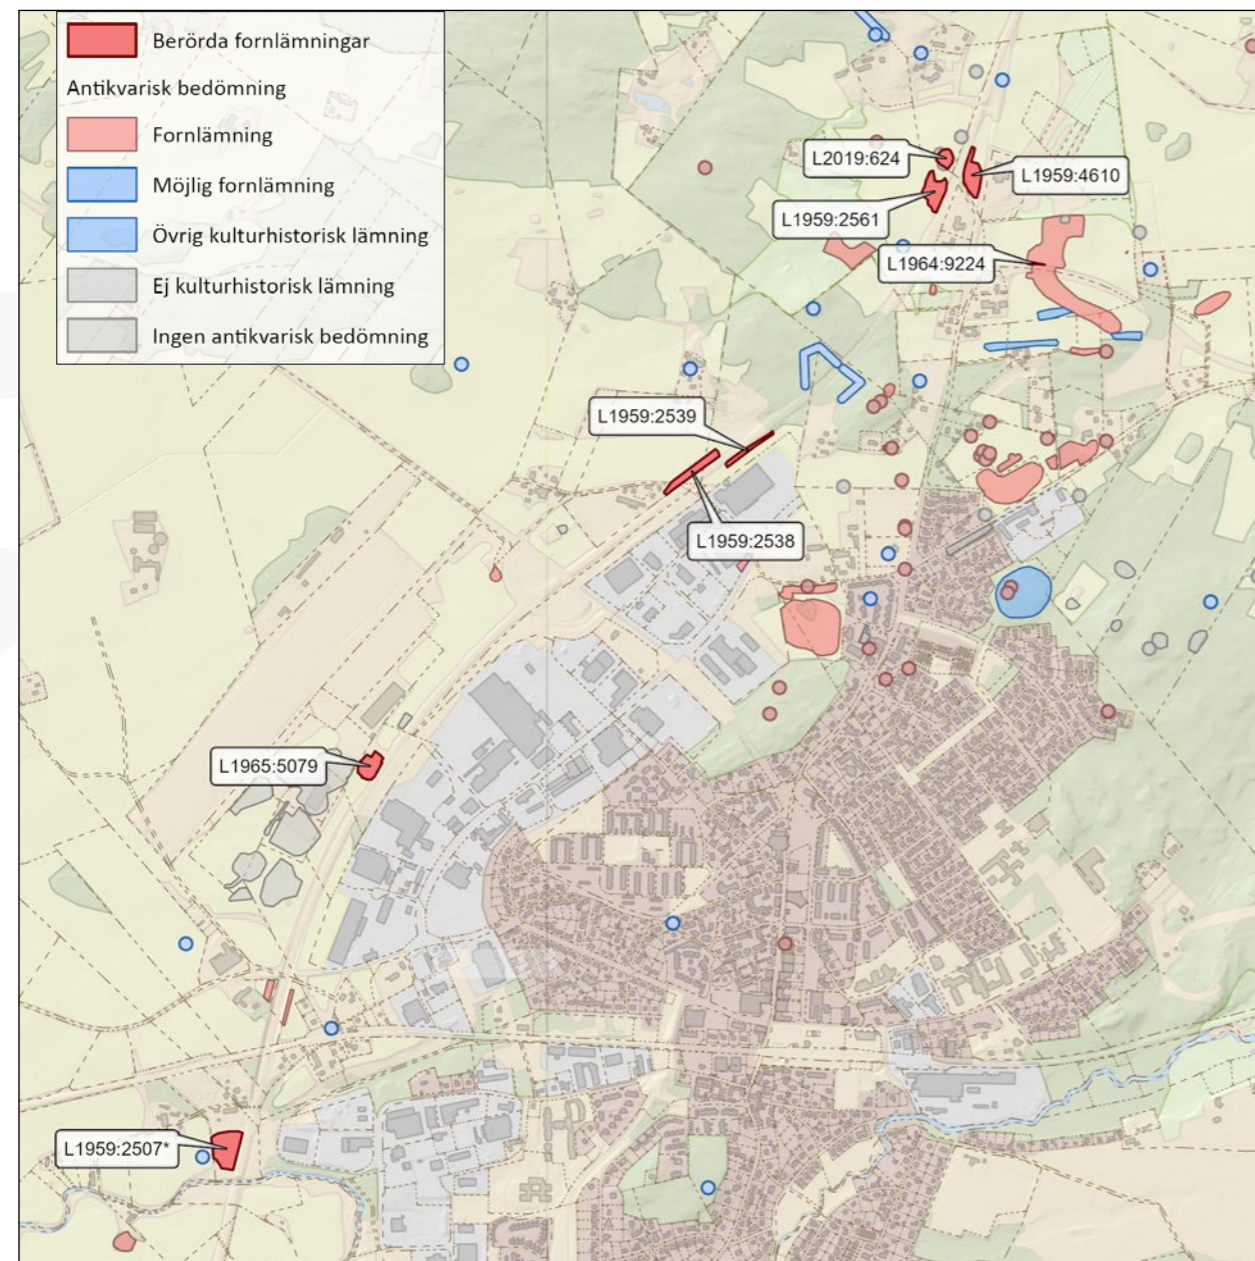 Berörda fornlämningar
Antikvarisk bedömning
Fornlämning
Möjlig fornlämning
Övrig kulturhistorisk lämning
Ej kulturhistorisk lämning
Ingen antikvarisk bedömning
L2019:624
L1959:4610
L1959:2561
L1964:9224
L1959:2539
L1959:2538
L1965:5079
L1959:2507*